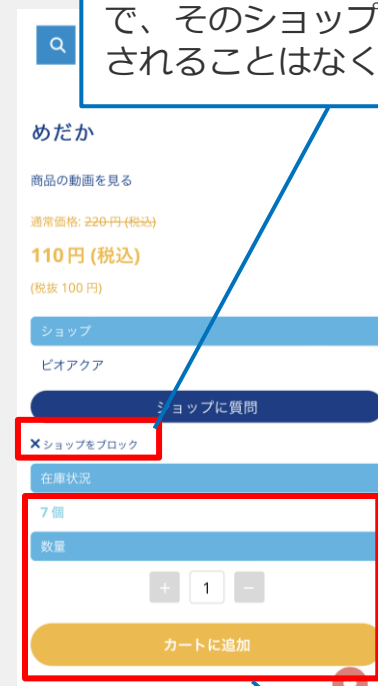 で、そのショップ
されることはなく
めだか
商品の動画を見る
通常価格: 220 円 (税込)
110 円 (税込)
(税抜 100 円)
ショップ
ビオアクア
ショップに質問
×ショップをブロック
在庫状況
7 個
数量
+ 1 −
カートに追加